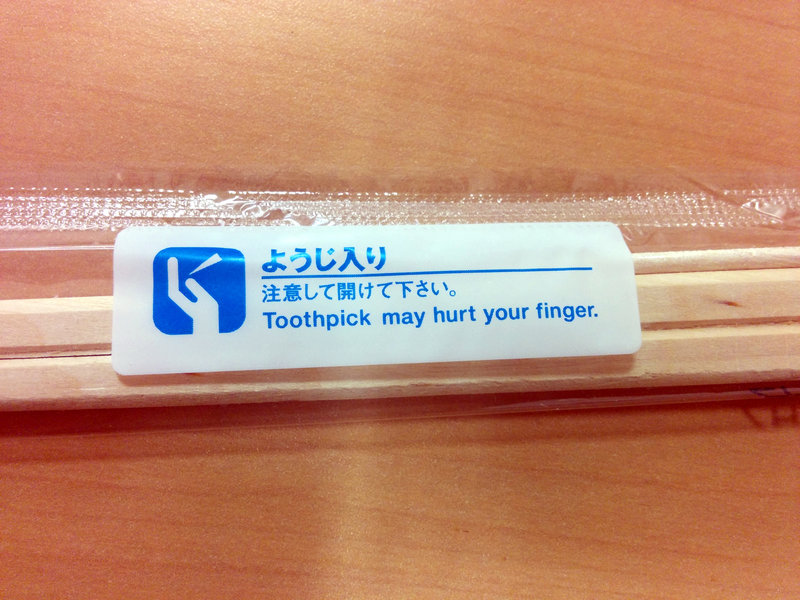 ようじ入り
注意して開けて下さい。
Toothpick may hurt your finger.